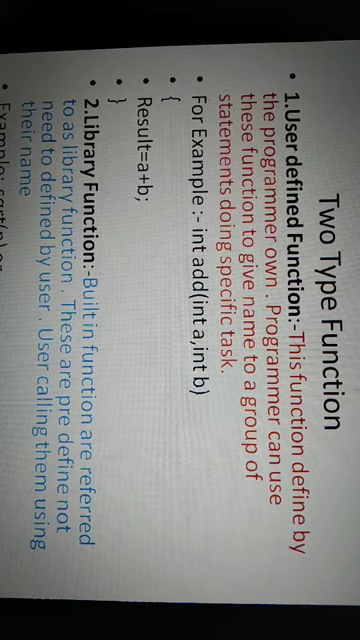 Two Type Function
• 1.User defined Function:-This function define by
the programmer own . Programmer can use
these function to give name to a group of
statements doing specific task.
• For Example :- int add(int a,int b)
• {
• Result=a+b;
• }
• 2.Library Function:-Built in function are referred
to as library function . These are pre define not
need to defined by user . User calling them using
their name
• Example: